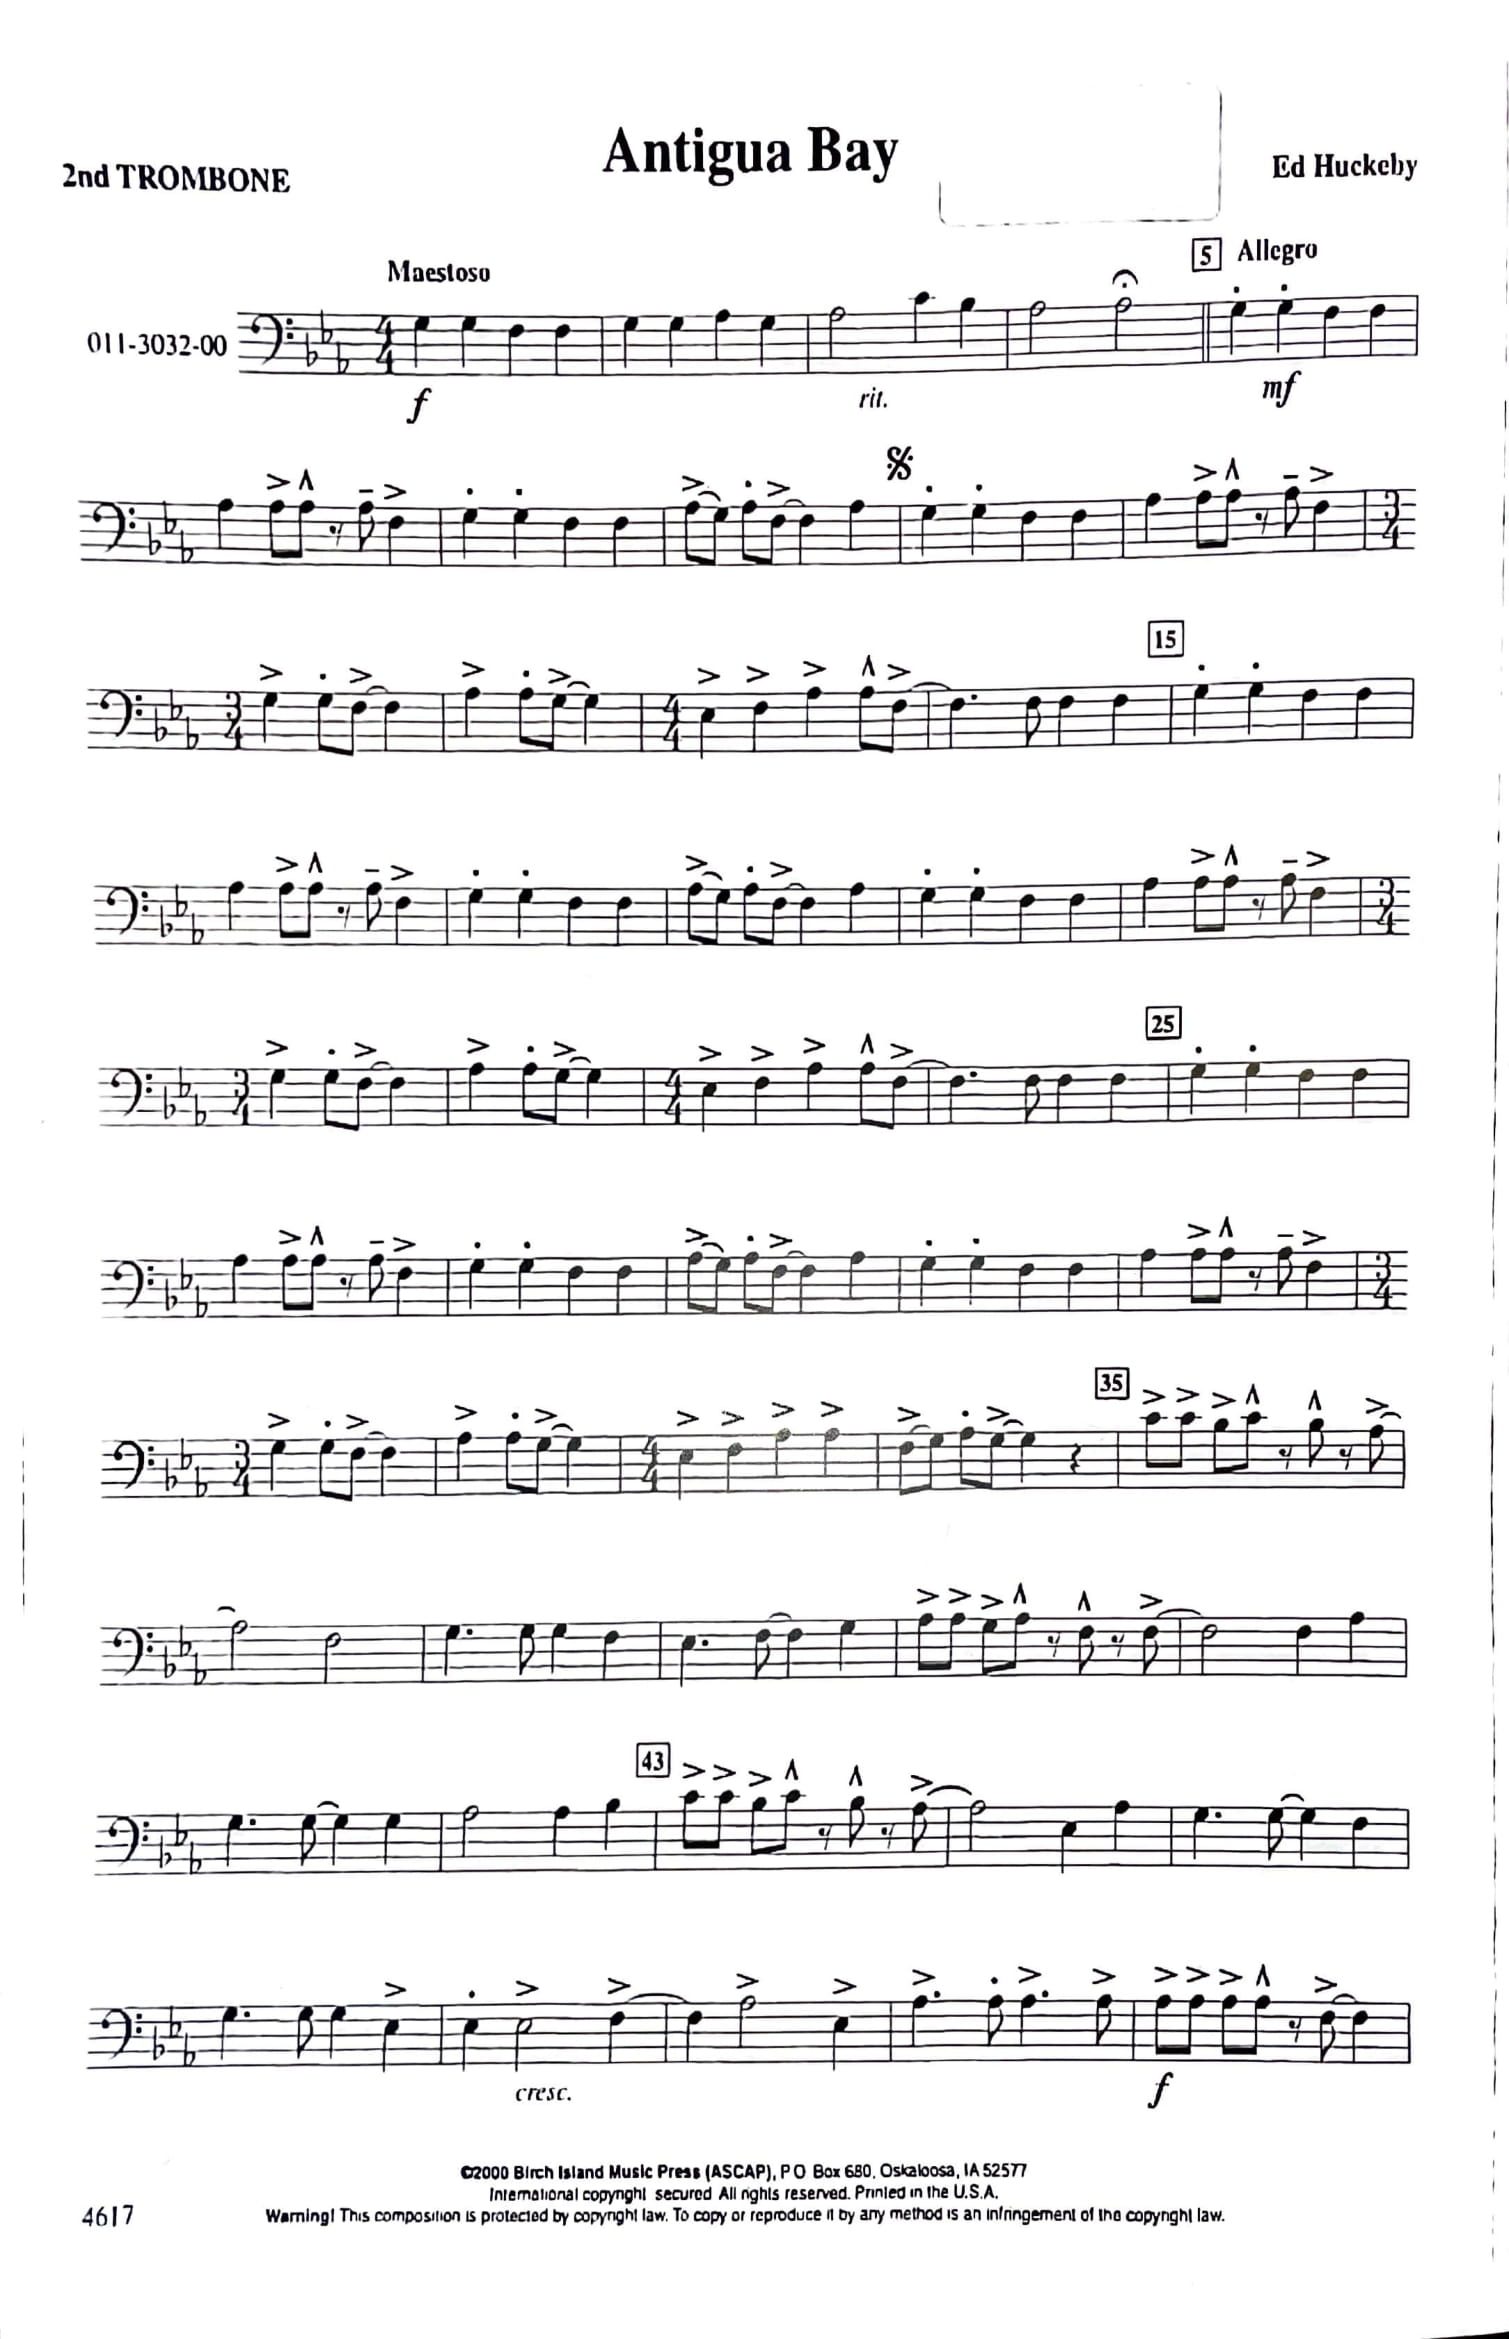 Antigua Bay
2nd TROMBONE
Ed Huckeby
Maestoso
5 Allegro
011-3032-00
f
rit.
mf
15
25
35
43
cresc.
f
©2000 Birch Island Music Press (ASCAP), P.O. Box 680, Oskaloosa, IA 52577
International copyright secured. All rights reserved. Printed in the U.S.A.
4617
Warning! This composition is protected by copyright law. To copy or reproduce it by any method is an infringement of the copyright law.